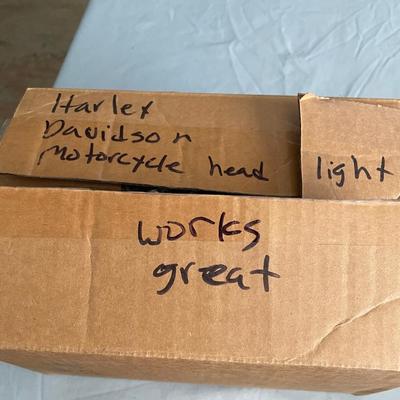 Harley
Davidson
Motorcycle head light
works
great